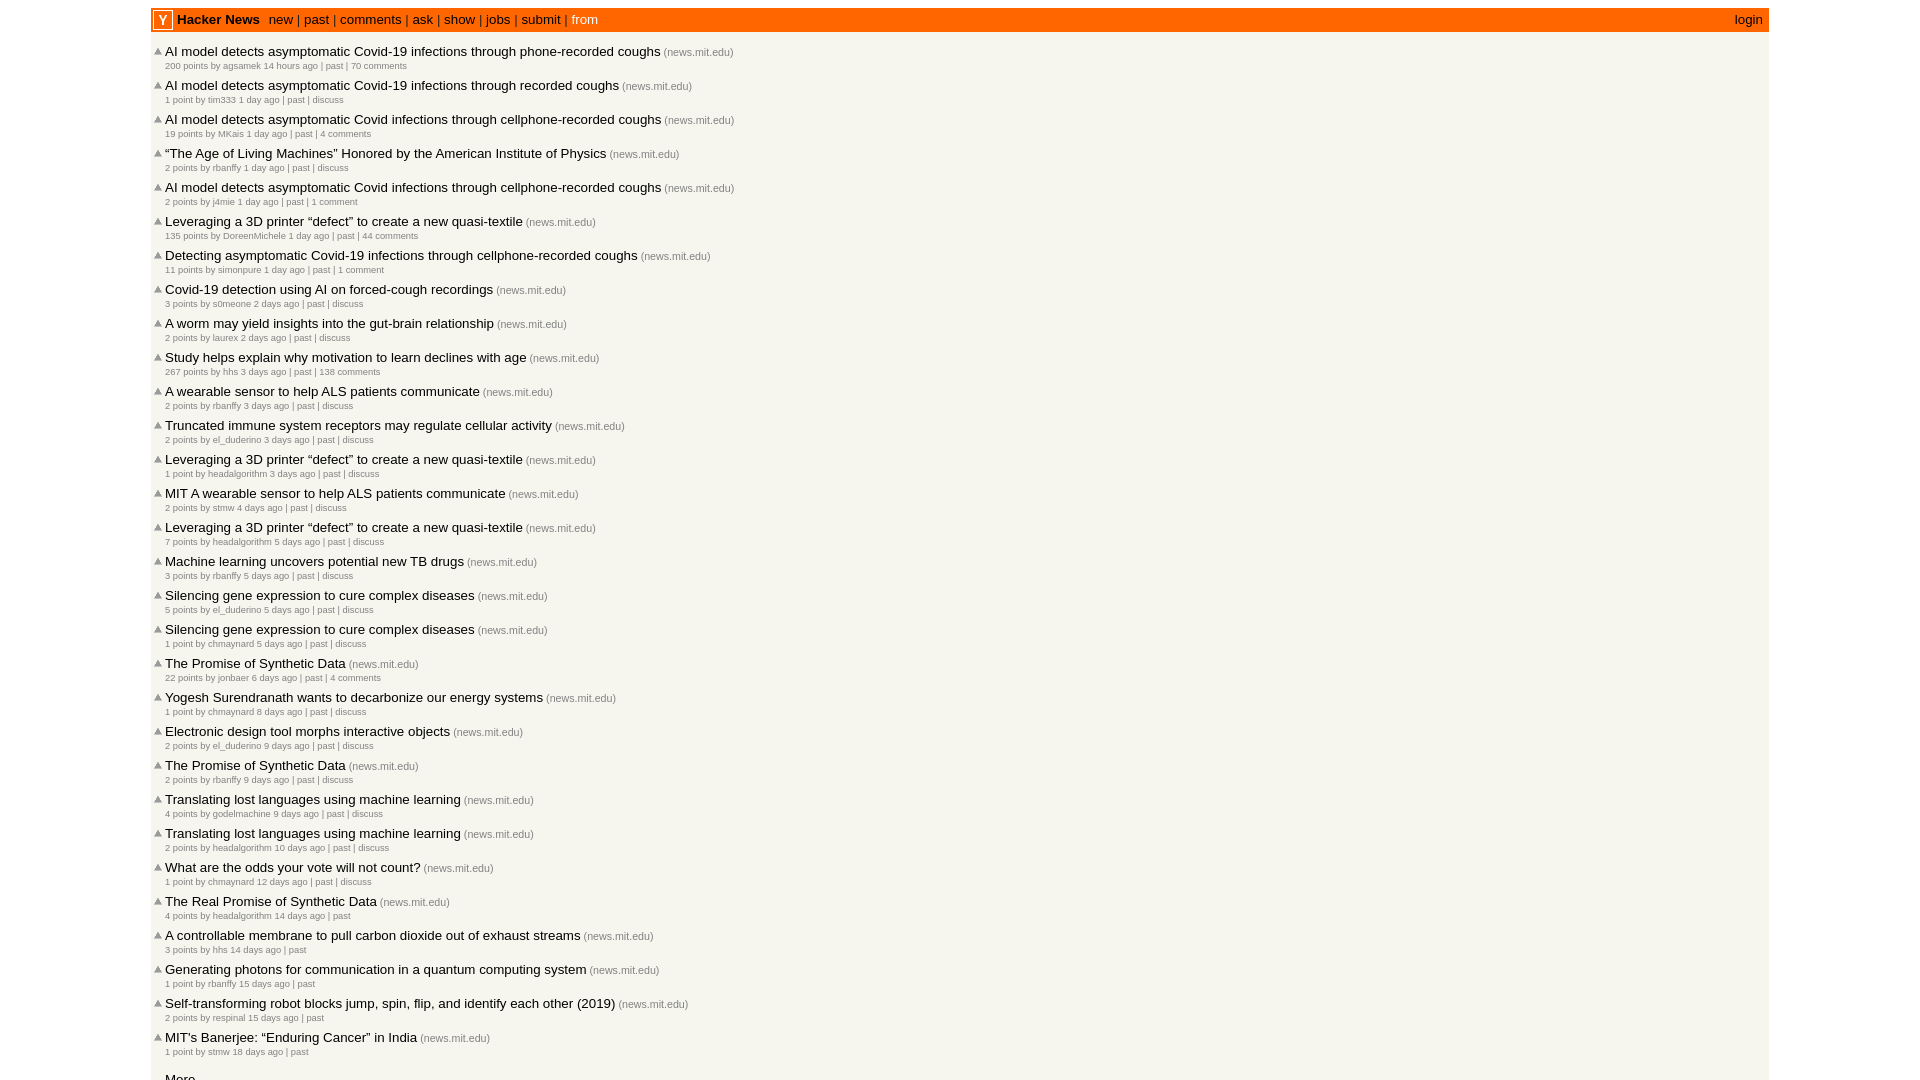 Y Hacker News new | past | comments | ask | show | jobs | submit | from login
AI model detects asymptomatic Covid-19 infections through phone-recorded coughs (news.mit.edu)
200 points by agsamek 14 hours ago | past | 70 comments
AI model detects asymptomatic Covid-19 infections through recorded coughs (news.mit.edu)
1 point by tim333 1 day ago | past | discuss
AI model detects asymptomatic Covid infections through cellphone-recorded coughs (news.mit.edu)
19 points by MKais 1 day ago | past | 4 comments
“The Age of Living Machines” Honored by the American Institute of Physics (news.mit.edu)
2 points by rbanffy 1 day ago | past | discuss
AI model detects asymptomatic Covid infections through cellphone-recorded coughs (news.mit.edu)
2 points by j4mie 1 day ago | past | 1 comment
Leveraging a 3D printer “defect” to create a new quasi-textile (news.mit.edu)
135 points by DoreenMichele 1 day ago | past | 44 comments
Detecting asymptomatic Covid-19 infections through cellphone-recorded coughs (news.mit.edu)
11 points by simonpure 1 day ago | past | 1 comment
Covid-19 detection using AI on forced-cough recordings (news.mit.edu)
3 points by s0meone 2 days ago | past | discuss
A worm may yield insights into the gut-brain relationship (news.mit.edu)
2 points by laurex 2 days ago | past | discuss
Study helps explain why motivation to learn declines with age (news.mit.edu)
267 points by hhs 3 days ago | past | 138 comments
A wearable sensor to help ALS patients communicate (news.mit.edu)
2 points by rbanffy 3 days ago | past | discuss
Truncated immune system receptors may regulate cellular activity (news.mit.edu)
2 points by el_duderino 3 days ago | past | discuss
Leveraging a 3D printer “defect” to create a new quasi-textile (news.mit.edu)
1 point by headalgorithm 3 days ago | past | discuss
MIT A wearable sensor to help ALS patients communicate (news.mit.edu)
2 points by stmw 4 days ago | past | discuss
Leveraging a 3D printer “defect” to create a new quasi-textile (news.mit.edu)
7 points by headalgorithm 5 days ago | past | discuss
Machine learning uncovers potential new TB drugs (news.mit.edu)
3 points by rbanffy 5 days ago | past | discuss
Silencing gene expression to cure complex diseases (news.mit.edu)
5 points by el_duderino 5 days ago | past | discuss
Silencing gene expression to cure complex diseases (news.mit.edu)
1 point by chmaynard 5 days ago | past | discuss
The Promise of Synthetic Data (news.mit.edu)
22 points by jonbaer 6 days ago | past | 4 comments
Yogesh Surendranath wants to decarbonize our energy systems (news.mit.edu)
1 point by chmaynard 8 days ago | past | discuss
Electronic design tool morphs interactive objects (news.mit.edu)
2 points by el_duderino 9 days ago | past | discuss
The Promise of Synthetic Data (news.mit.edu)
2 points by rbanffy 9 days ago | past | discuss
Translating lost languages using machine learning (news.mit.edu)
4 points by godelmachine 9 days ago | past | discuss
Translating lost languages using machine learning (news.mit.edu)
2 points by headalgorithm 10 days ago | past | discuss
What are the odds your vote will not count? (news.mit.edu)
1 point by chmaynard 12 days ago | past | discuss
The Real Promise of Synthetic Data (news.mit.edu)
4 points by headalgorithm 14 days ago | past
A controllable membrane to pull carbon dioxide out of exhaust streams (news.mit.edu)
3 points by hhs 14 days ago | past
Generating photons for communication in a quantum computing system (news.mit.edu)
1 point by rbanffy 15 days ago | past
Self-transforming robot blocks jump, spin, flip, and identify each other (2019) (news.mit.edu)
2 points by respinal 15 days ago | past
MIT's Banerjee: “Enduring Cancer” in India (news.mit.edu)
1 point by stmw 18 days ago | past
More